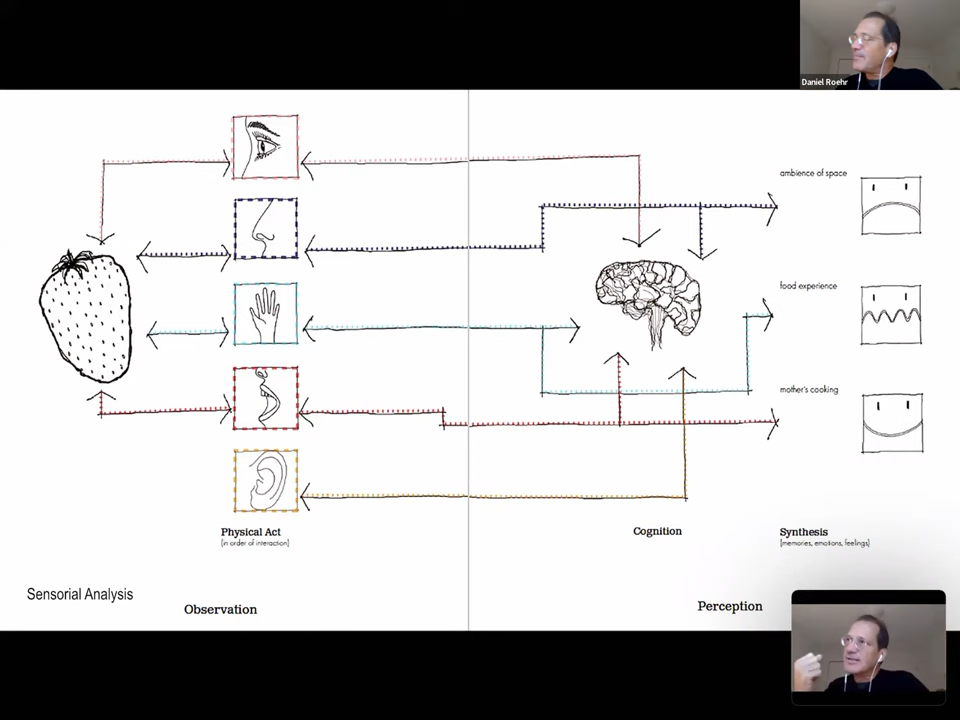 Daniel Roehr
ambience of space
food experience
mother's cooking
Physical Act
[in order of interaction]
Cognition
Synthesis
[memories, emotions, feelings]
Sensorial Analysis
Observation
Perception